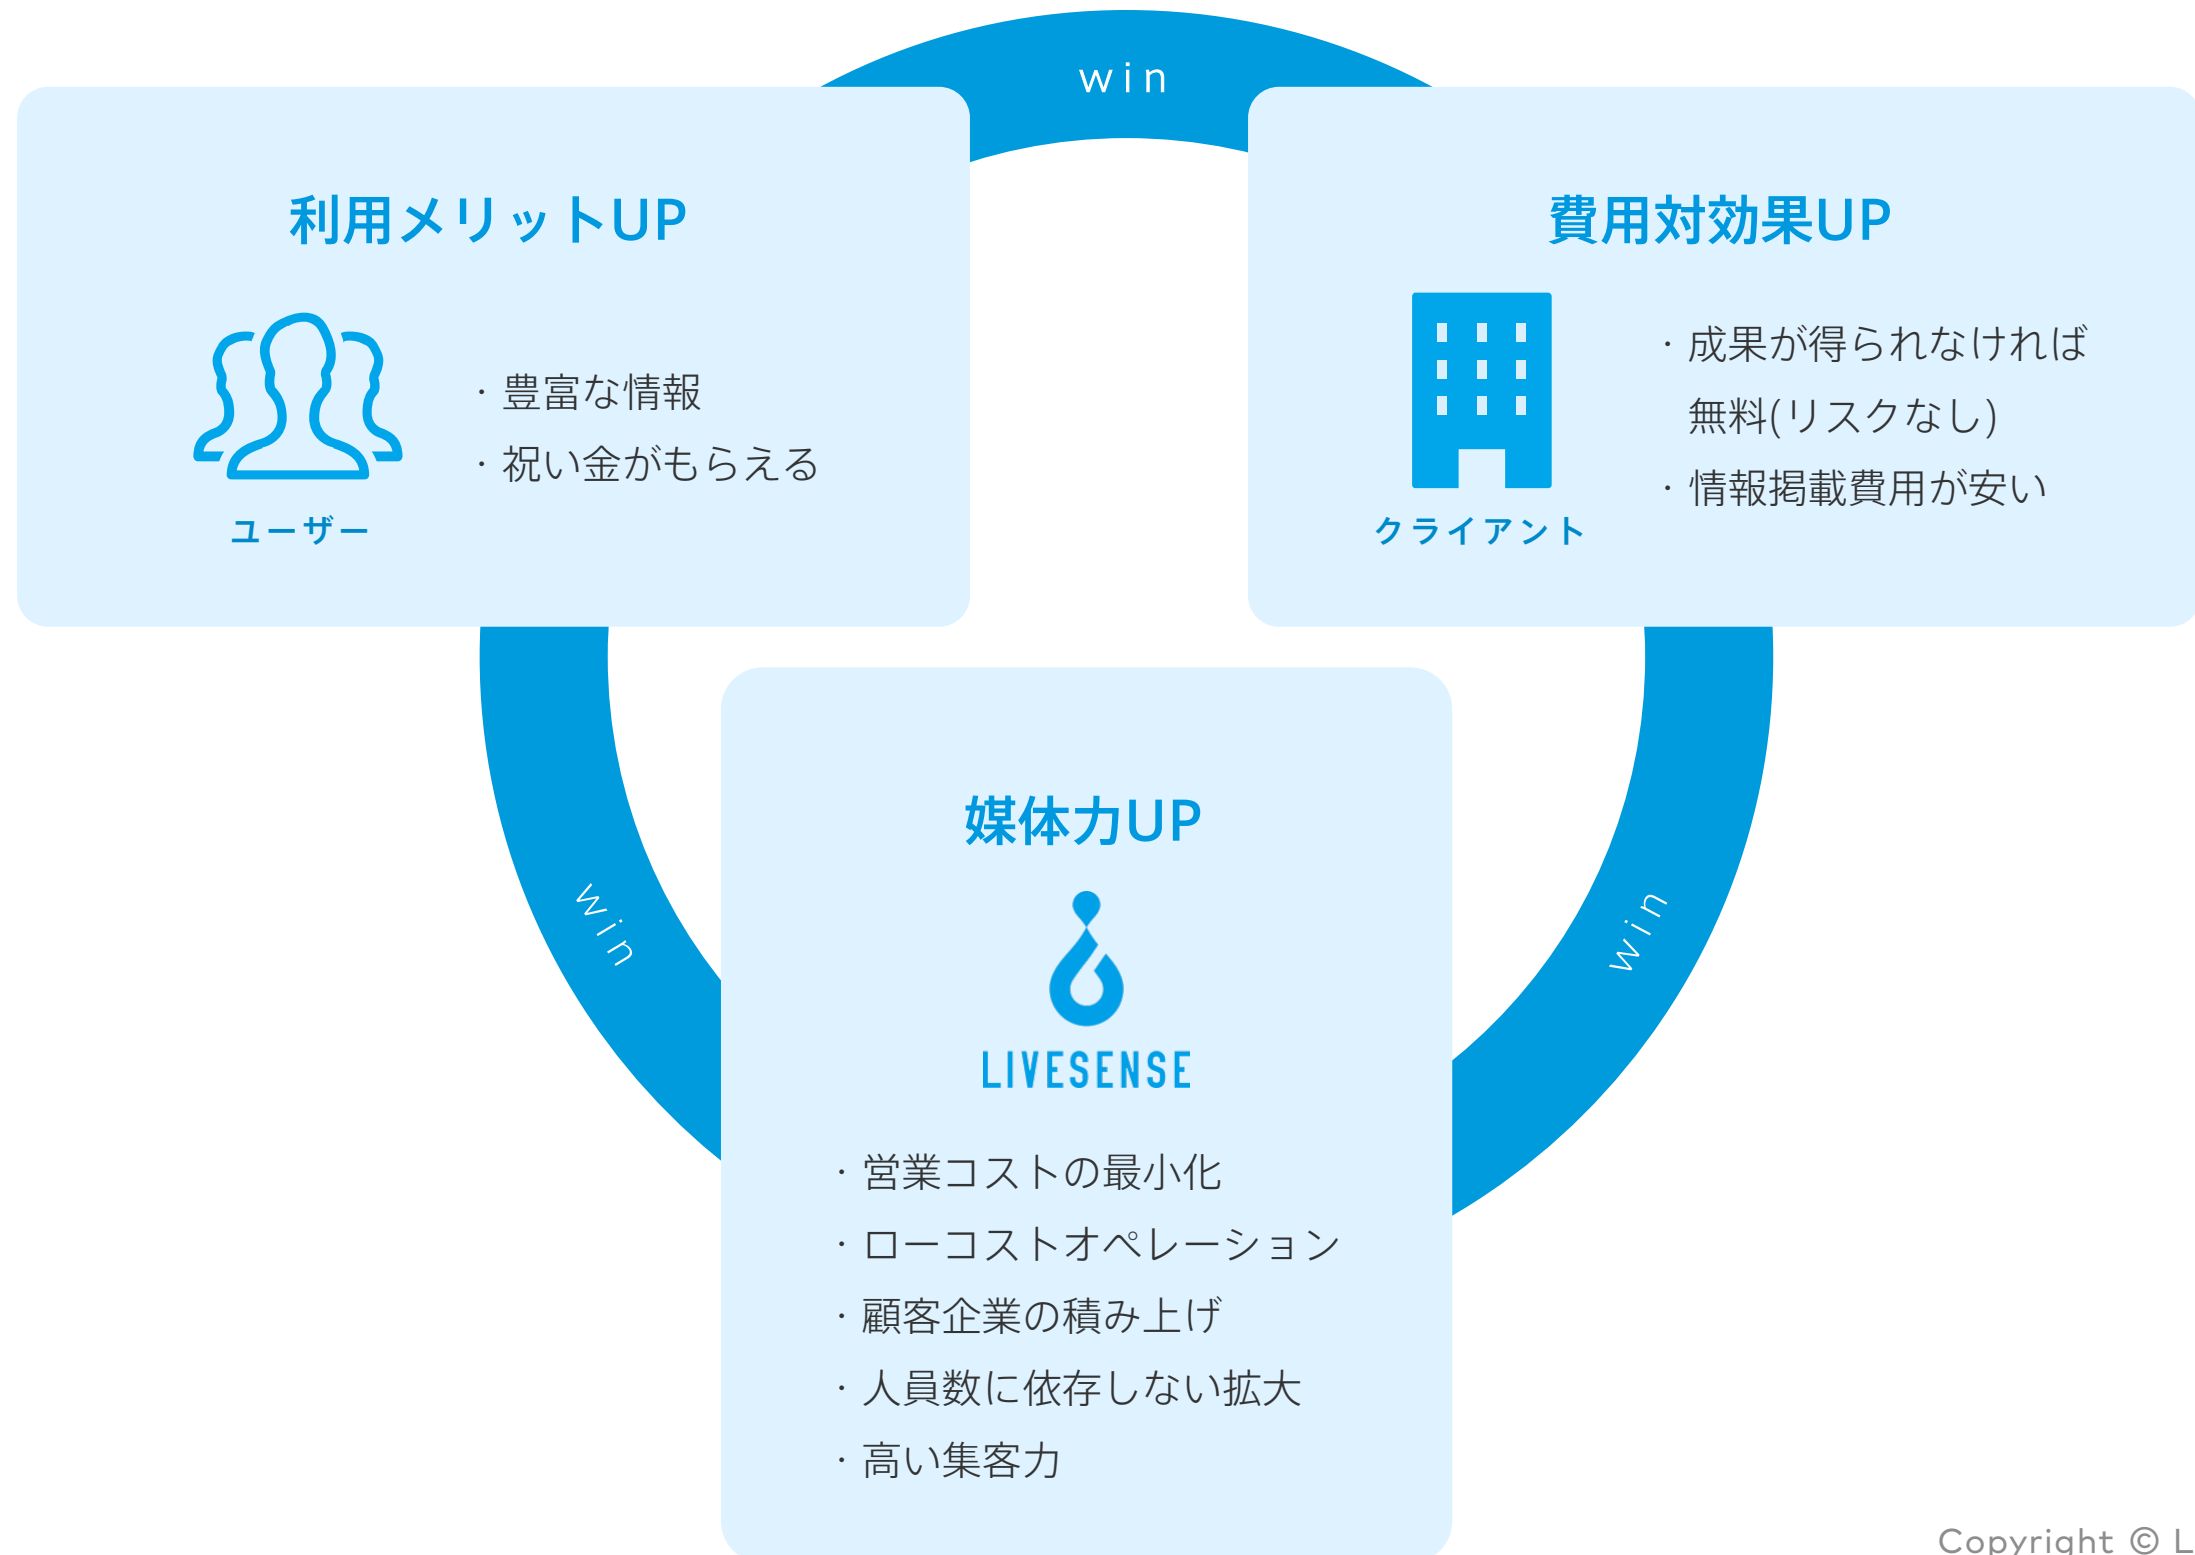 win
利用メリットUP
・豊富な情報
・祝い金がもらえる
ユーザー
費用対効果UP
・成果が得られなければ
無料(リスクなし)
・情報掲載費用が安い
クライアント
win
win
媒体力UP
LIVESENSE
・営業コストの最小化
・ローコストオペレーション
・顧客企業の積み上げ
・人員数に依存しない拡大
・高い集客力
Copyright © L